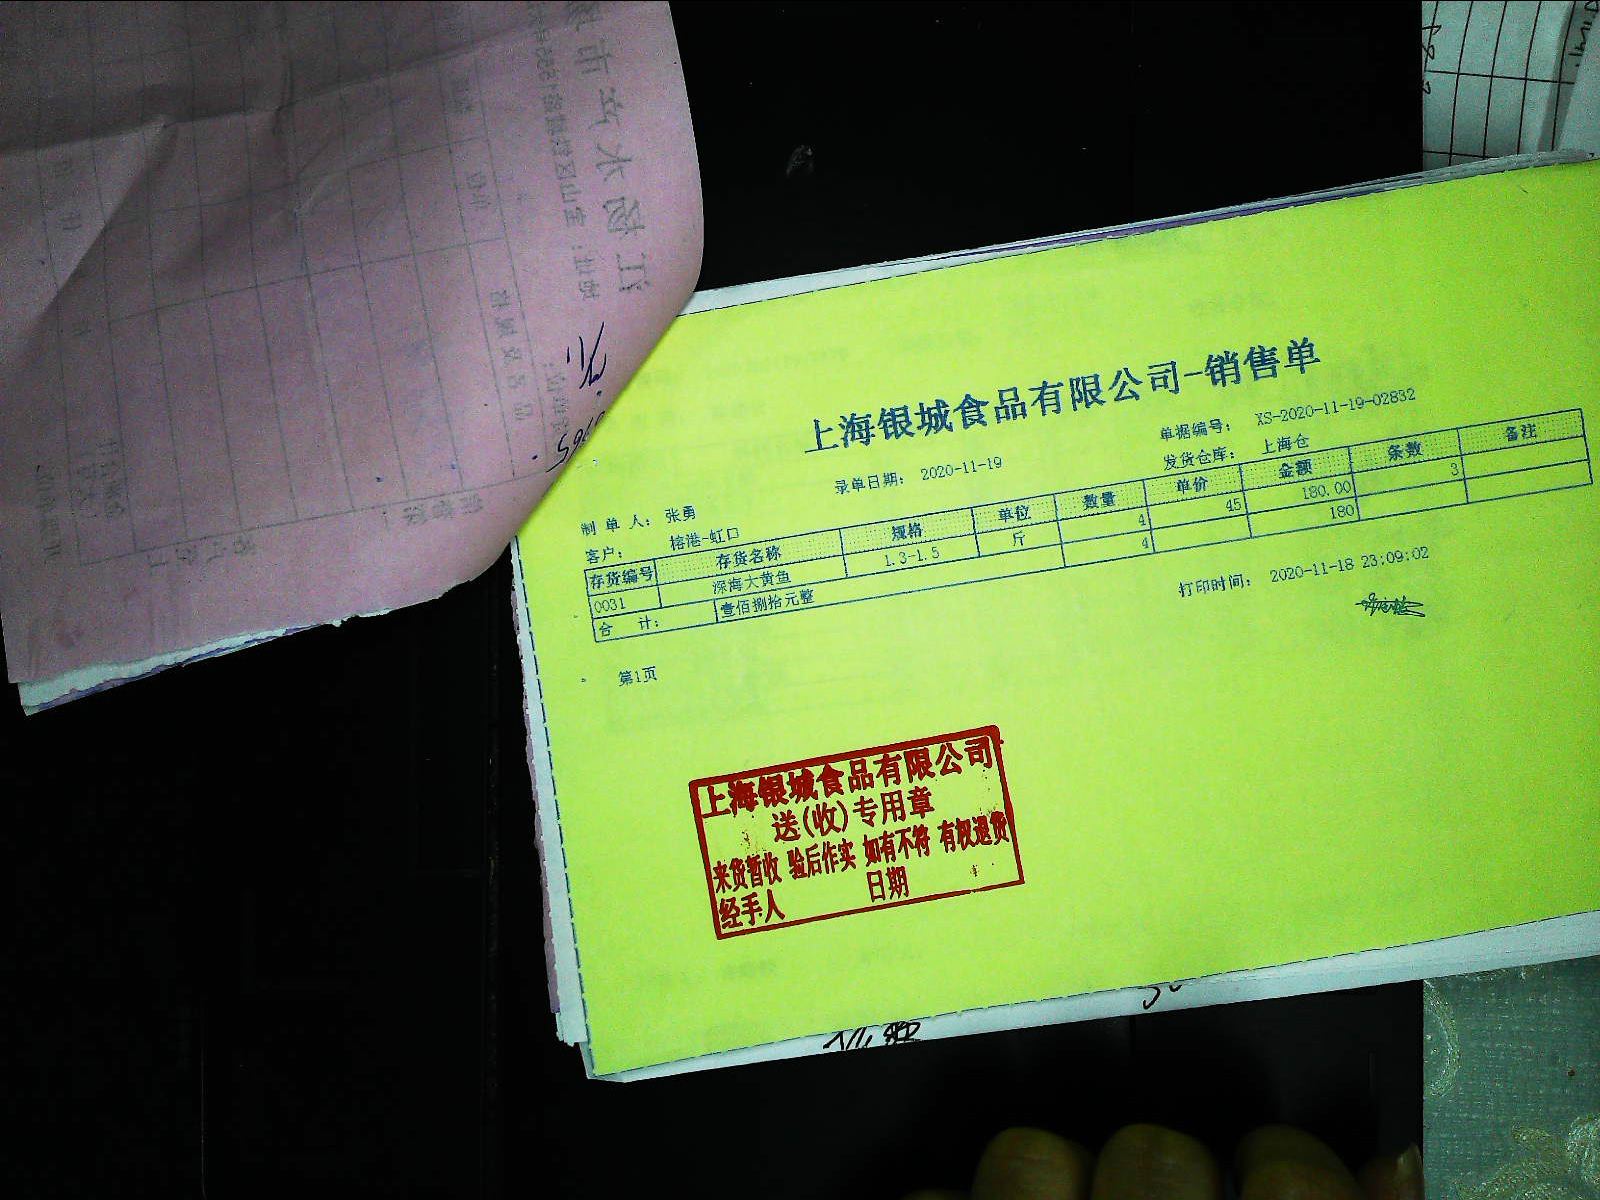 上海银城食品有限公司-销售单
单据编号: XS-2020-11-19-02832
录单日期: 2020-11-19
发货仓库: 上海仓
制 单 人: 张勇
客户: 榕港-虹口
存货编号 存货名称 规格 单位 数量 单价 金额 条数 备注
0031 深海大黄鱼 1.3-1.5 斤 4 45 180.00 3
合 计: 壹佰捌拾元整 4 180
打印时间: 2020-11-18 23:09:02
第1页
上海银城食品有限公司
送(收)专用章
来货暂收 验后作实 如有不符 有权退货
经手人 日期
江杨水产市